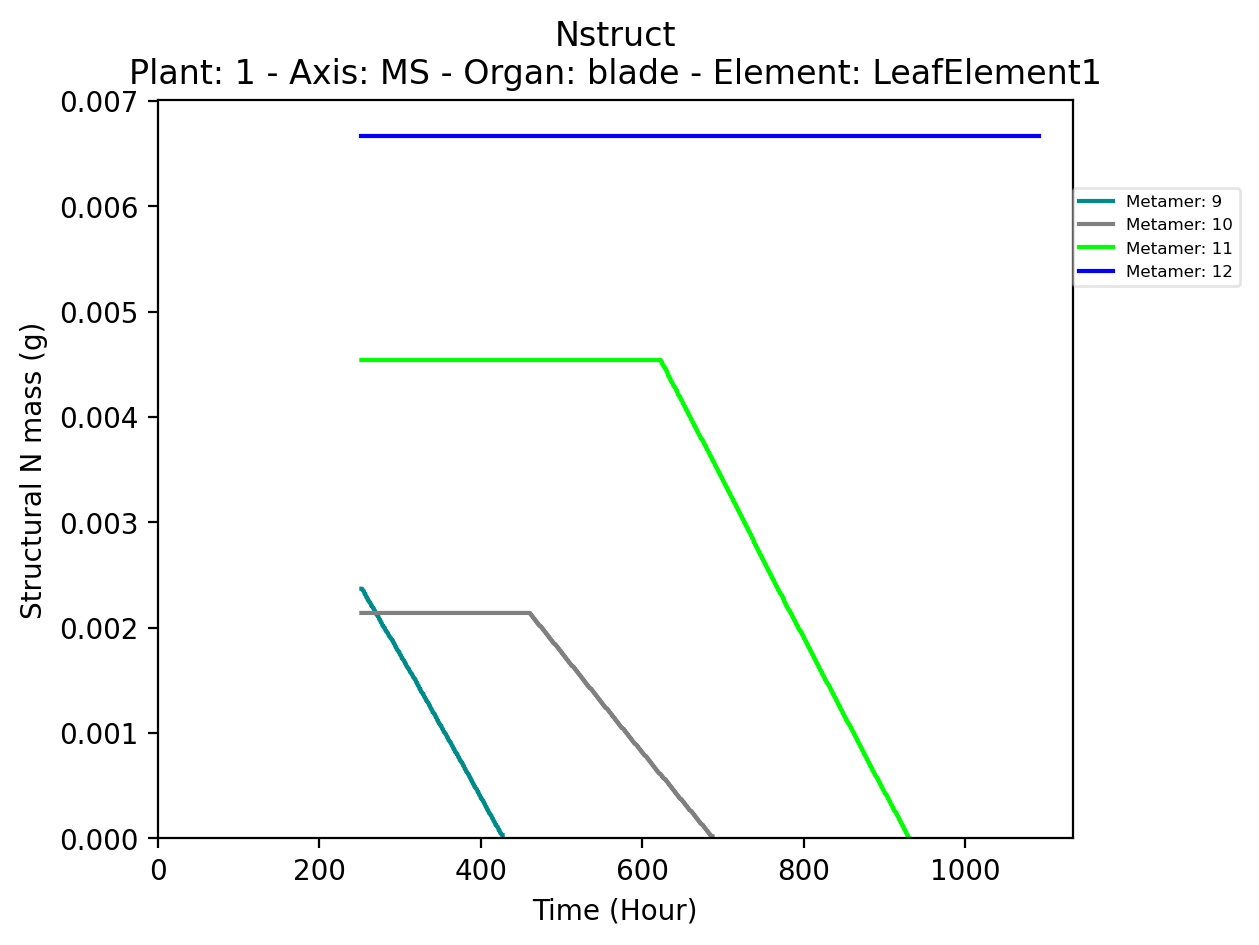 Nstruct
Plant: 1 - Axis: MS - Organ: blade - Element: LeafElement1
0.007
0.006
0.005
0.004
0.003
0.002
0.001
0.000
Structural N mass (g)
0 200 400 600 800 1000
Time (Hour)
Metamer: 9
Metamer: 10
Metamer: 11
Metamer: 12